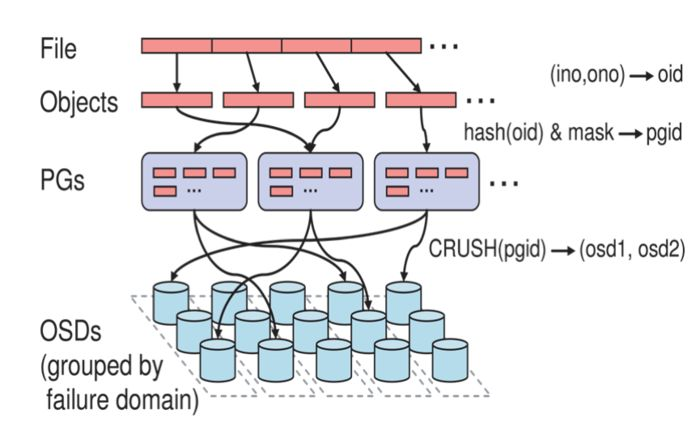 File
...
(ino,ono) → oid
Objects
...
hash(oid) & mask → pgid
PGs
...
...
...
...
CRUSH(pgid) → (osd1, osd2)
OSDs
(grouped by
failure domain)